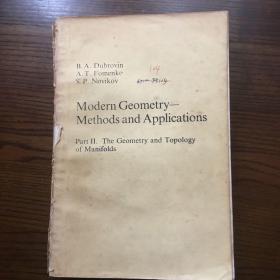 B. A. Dubrovin
A. T. Fomenko
S. P. Novikov
Modern Geometry—
Methods and Applications
Part II. The Geometry and Topology
of Manifolds